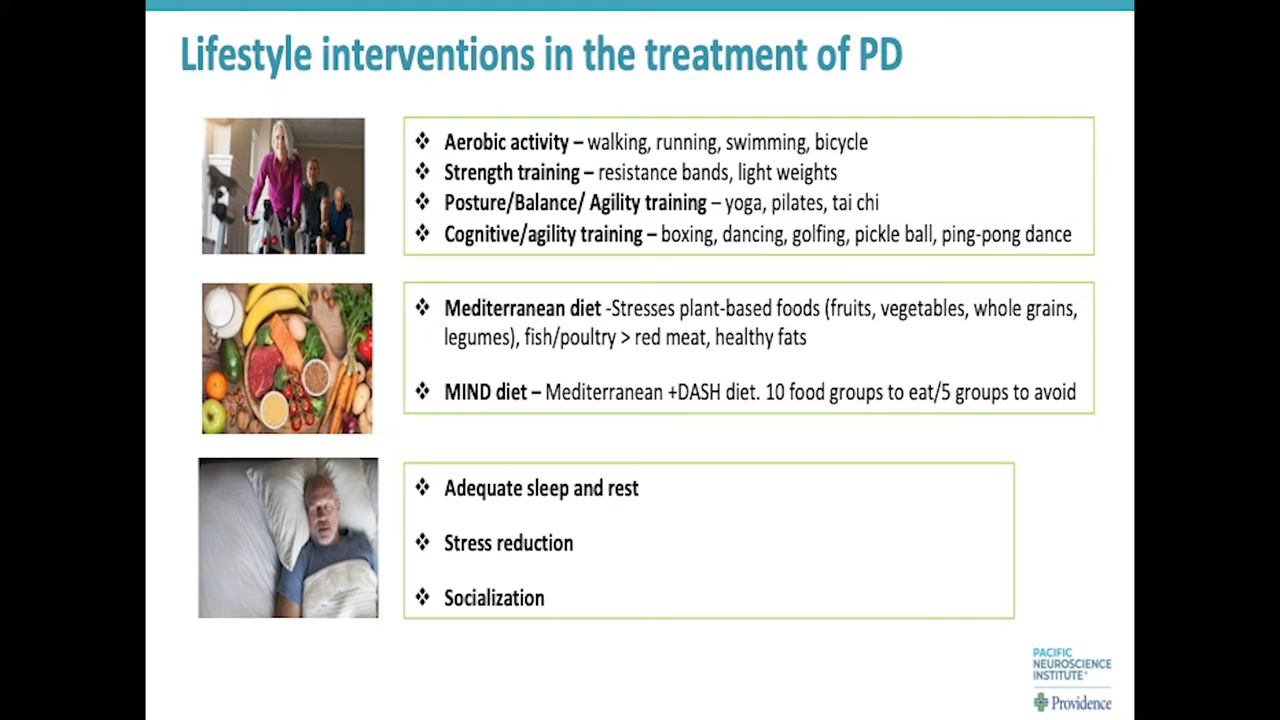 Lifestyle interventions in the treatment of PD
❖ Aerobic activity – walking, running, swimming, bicycle
❖ Strength training – resistance bands, light weights
❖ Posture/Balance/ Agility training – yoga, pilates, tai chi
❖ Cognitive/agility training – boxing, dancing, golfing, pickle ball, ping-pong dance
❖ Mediterranean diet -Stresses plant-based foods (fruits, vegetables, whole grains,
legumes), fish/poultry > red meat, healthy fats
❖ MIND diet – Mediterranean +DASH diet. 10 food groups to eat/5 groups to avoid
❖ Adequate sleep and rest
❖ Stress reduction
❖ Socialization
PACIFIC
NEUROSCIENCE
INSTITUTE®
Providence